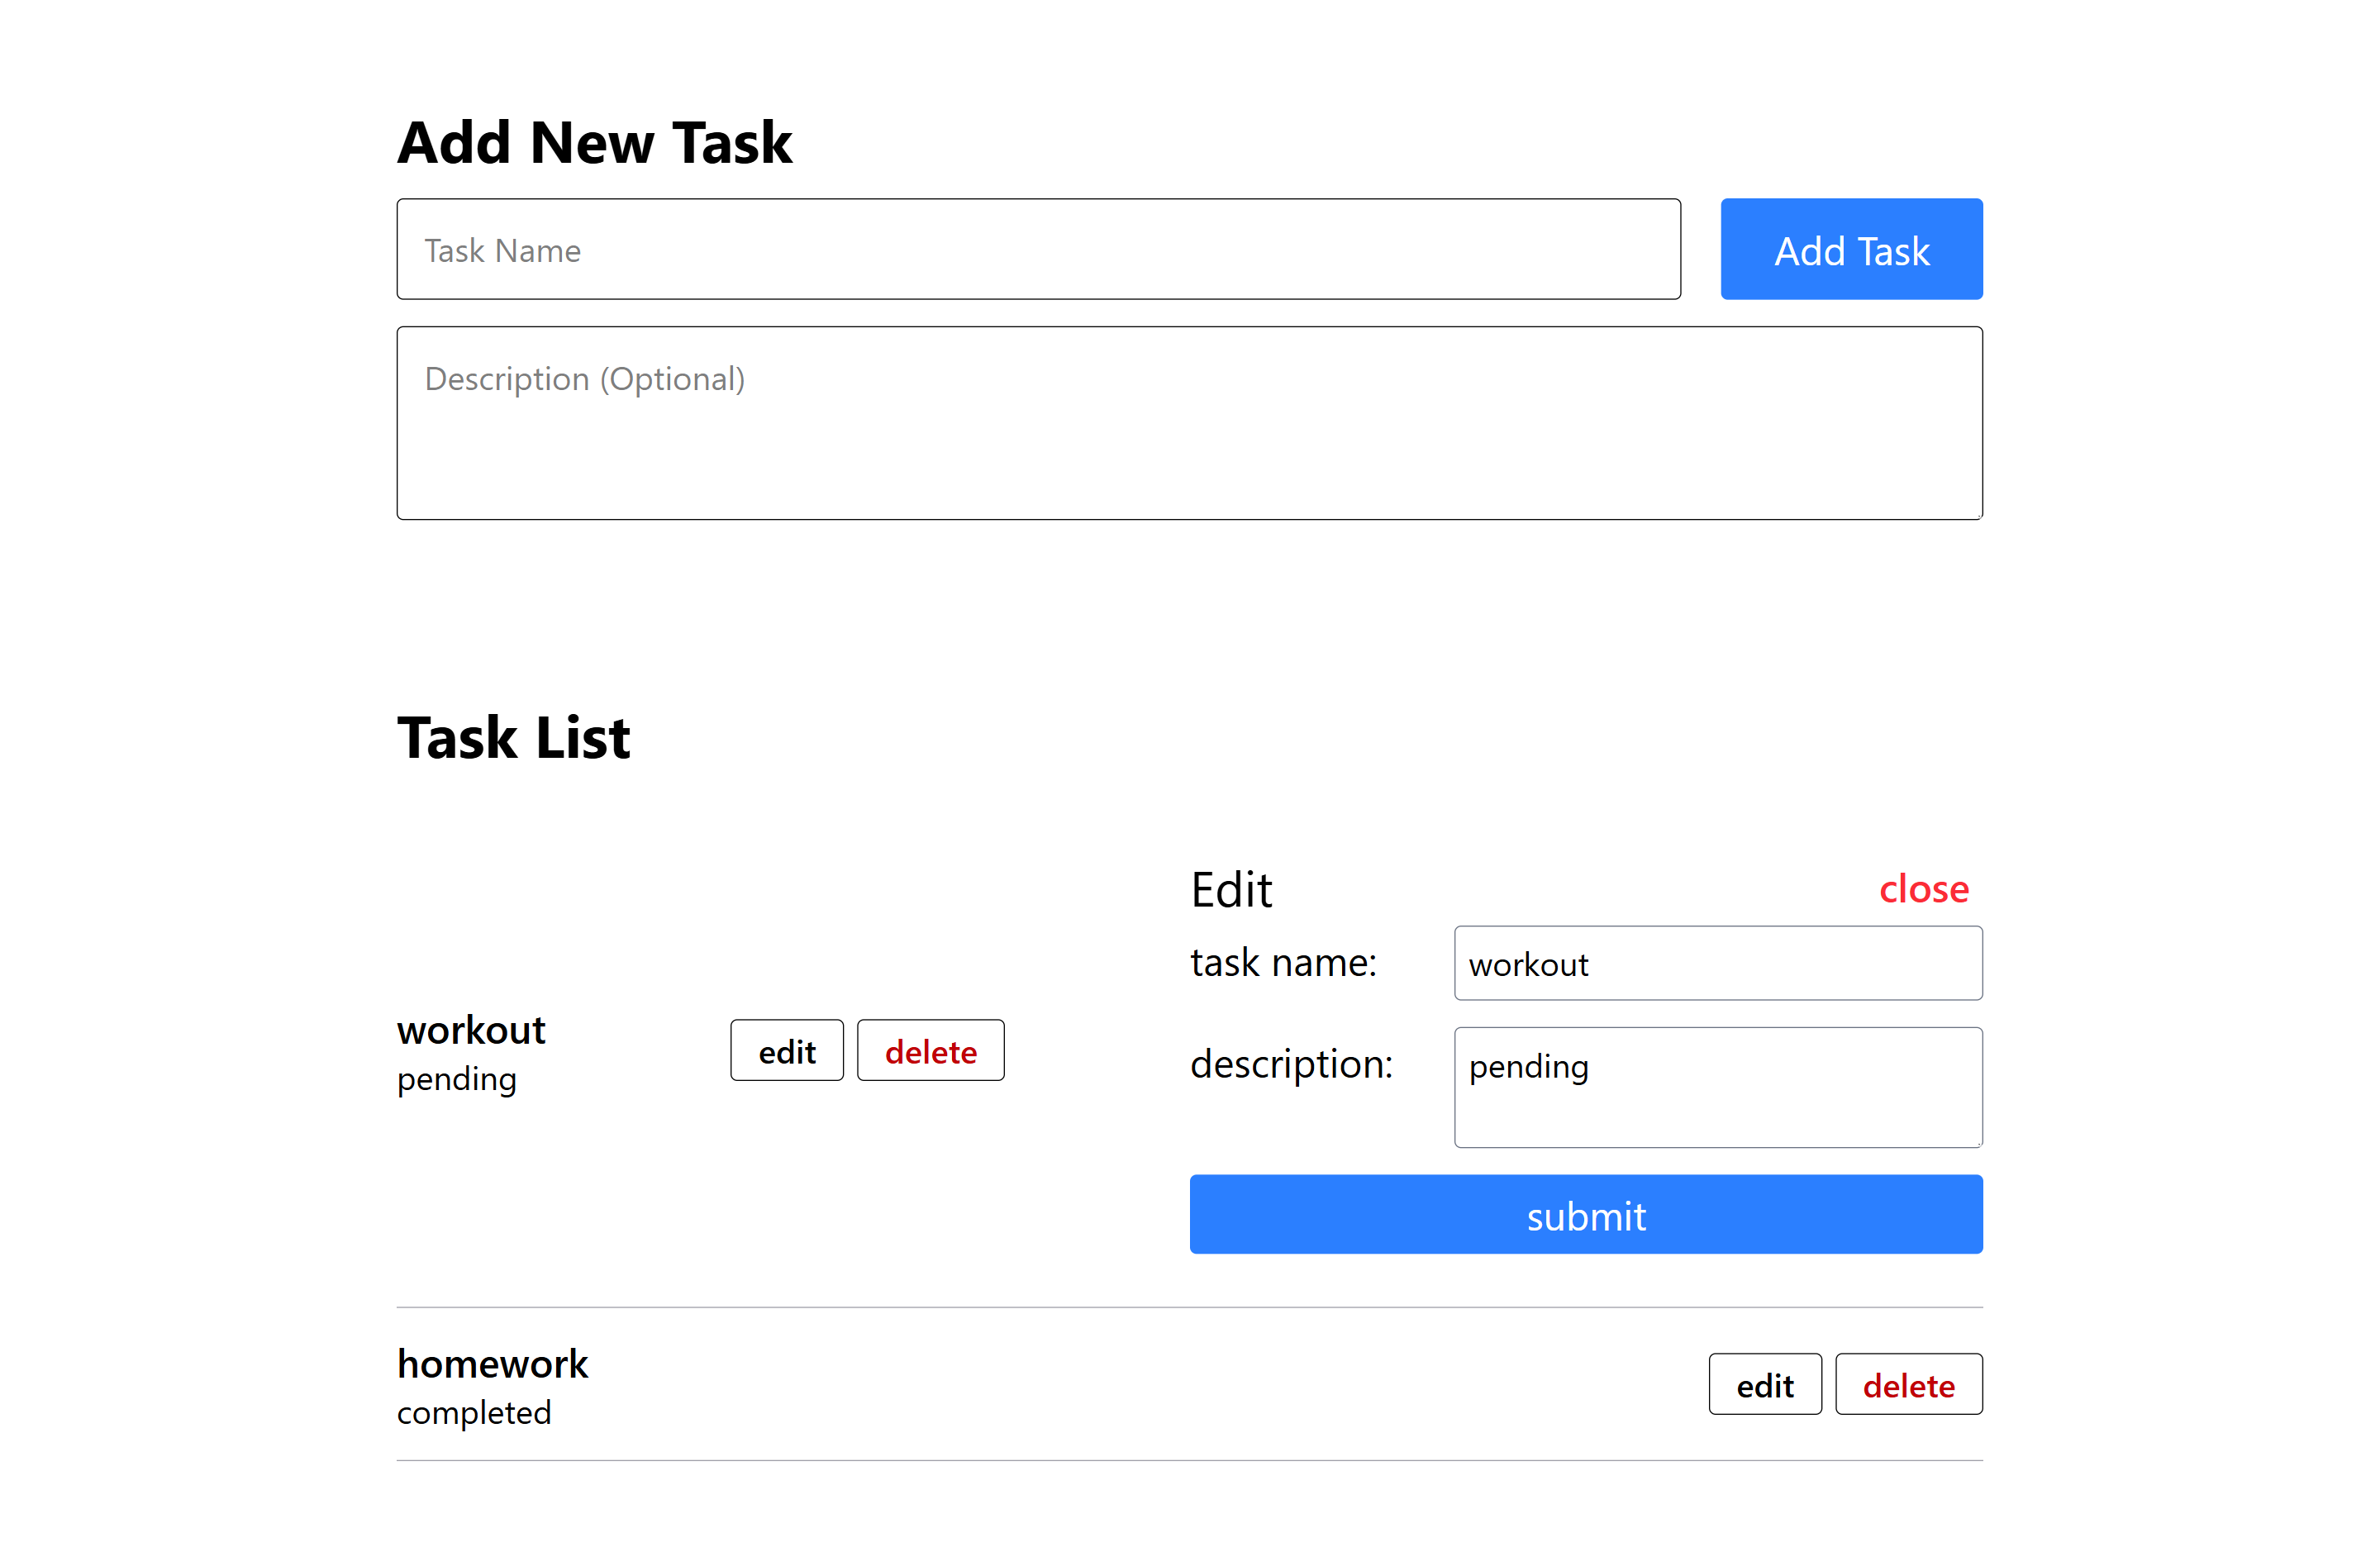 Add New Task
Task Name
Add Task
Description (Optional)
Task List
workout
pending
edit
delete
Edit
close
task name:
workout
description:
pending
submit
homework
completed
edit
delete